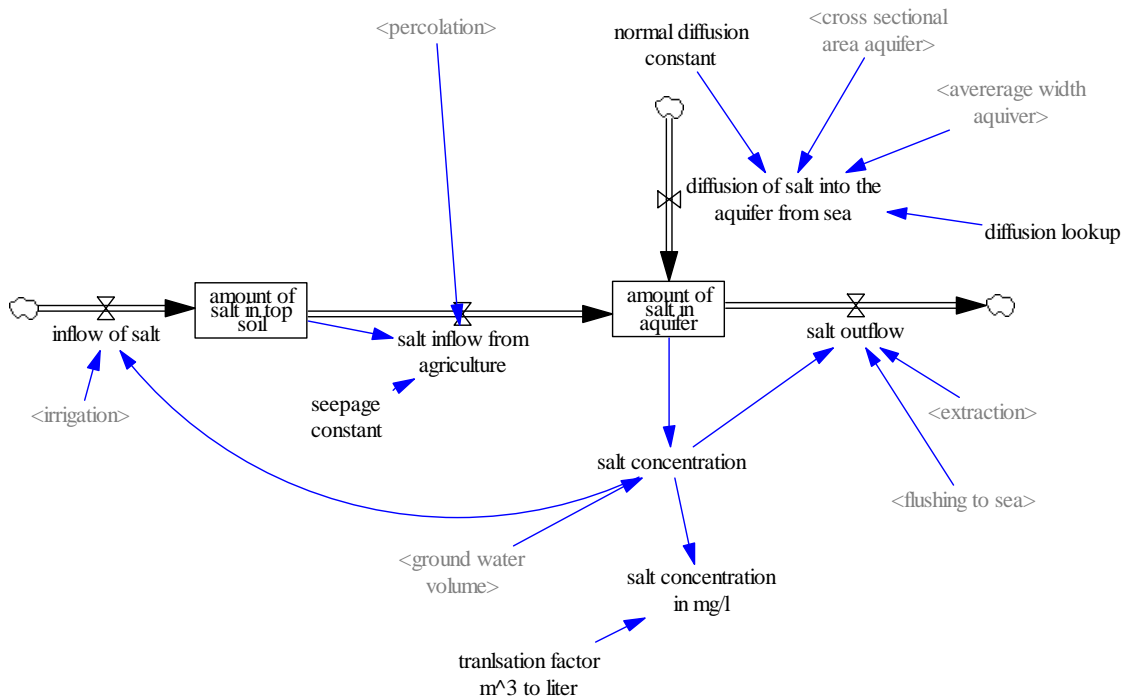 <percolation>
normal diffusion
constant
<cross sectional
area aquifer>
<avererage width
aquiver>
diffusion of salt into the
aquifer from sea
diffusion lookup
amount of
salt in top
soil
amount of
salt in
aquifer
inflow of salt
salt inflow from
agriculture
salt outflow
<irrigation>
seepage
constant
<extraction>
salt concentration
<flushing to sea>
<ground water
volume>
salt concentration
in mg/l
tranlsation factor
m^3 to liter